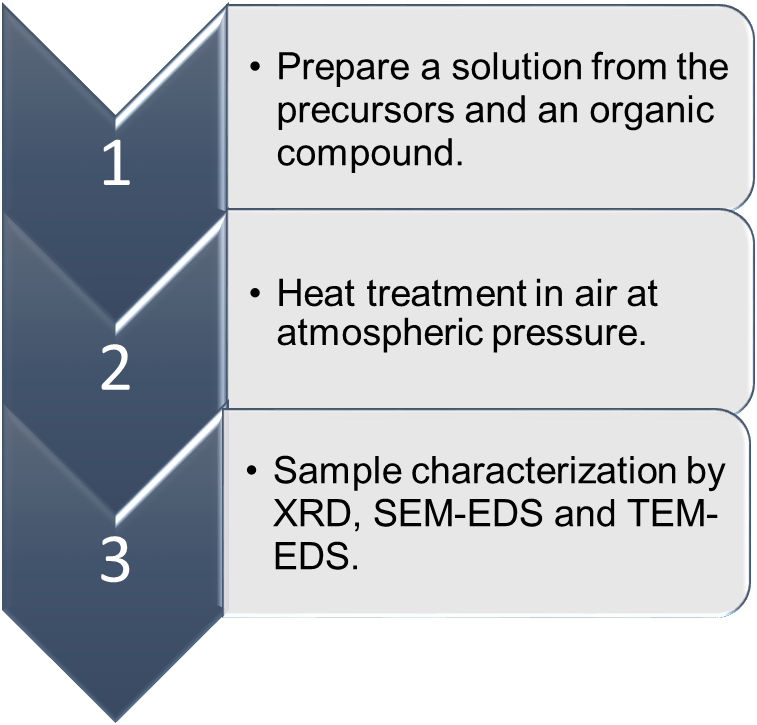 1
• Prepare a solution from the
precursors and an organic
compound.
2
• Heat treatment in air at
atmospheric pressure.
3
• Sample characterization by
XRD, SEM-EDS and TEM-
EDS.